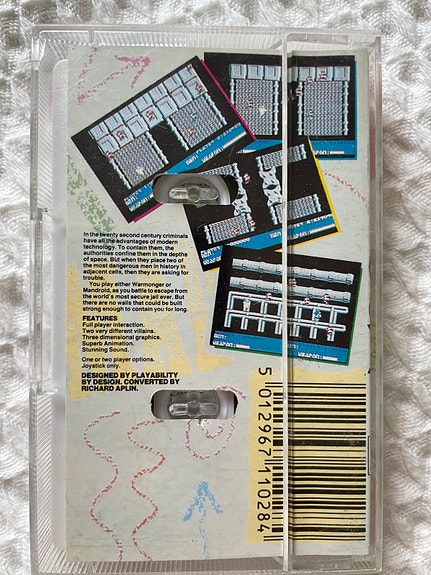 In the twenty second century criminals
have all the advantages of modern
technology. To contain them, the
authorities confine them in the depths
of space. But when they place two of
the most dangerous men in history in
adjacent cells, then they are asking for
trouble.
You play either Warmonger or
Mandroid, as you battle to escape from
the world's most secure jail ever. But
there are no walls that could be built
strong enough to contain you for long.
FEATURES
Full player interaction.
Two very different villains.
Three dimensional graphics.
Superb Animation.
Stunning Sound.
One or two player options.
Joystick only.
DESIGNED BY PLAYABILITY
BY DESIGN. CONVERTED BY
RICHARD APLIN.
5 012967 110284